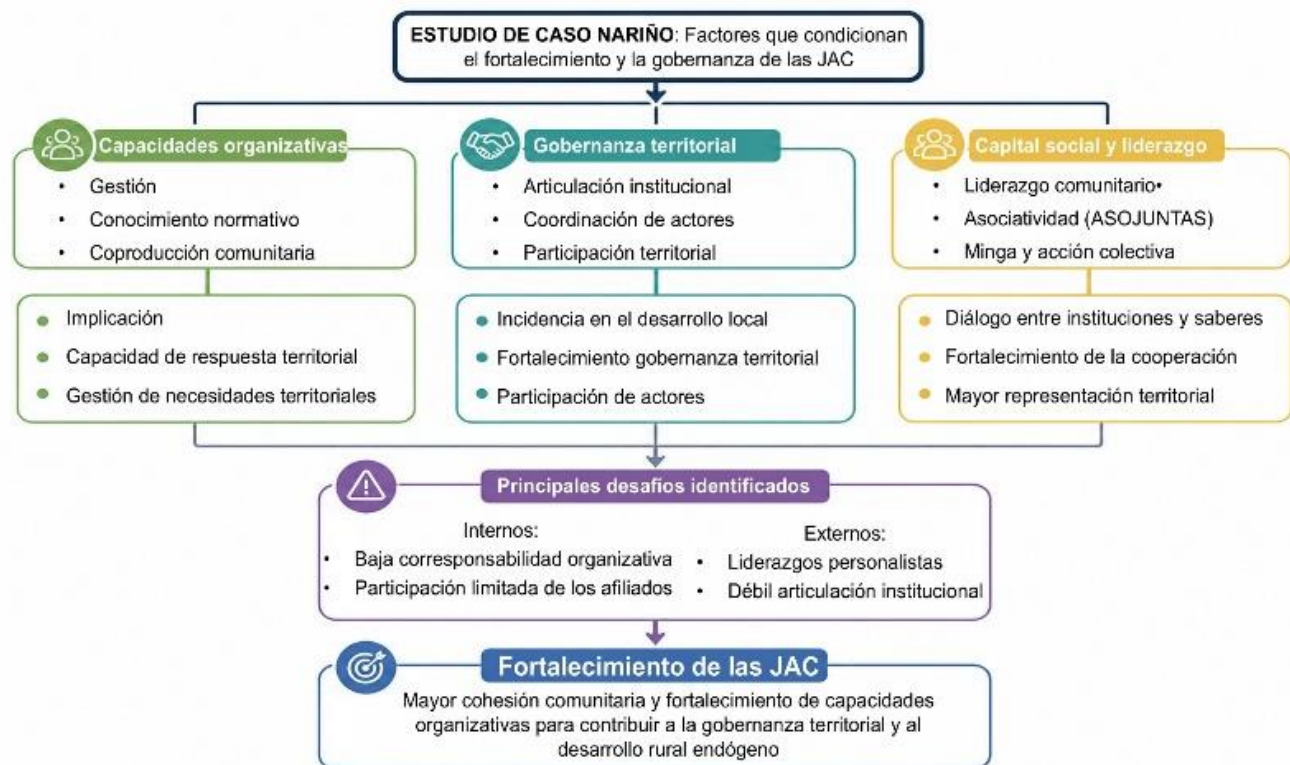 ESTUDIO DE CASO NARIÑO: Factores que condicionan
el fortalecimiento y la gobernanza de las JAC
Capacidades organizativas
• Gestión
• Conocimiento normativo
• Coproducción comunitaria
Gobernanza territorial
• Articulación institucional
• Coordinación de actores
• Participación territorial
Capital social y liderazgo
• Liderazgo comunitario•
• Asociatividad (ASOJUNTAS)
• Minga y acción colectiva
• Implicación
• Capacidad de respuesta territorial
• Gestión de necesidades territoriales
• Incidencia en el desarrollo local
• Fortalecimiento gobernanza territorial
• Participación de actores
• Diálogo entre instituciones y saberes
• Fortalecimiento de la cooperación
• Mayor representación territorial
Principales desafíos identificados
Internos:
• Baja corresponsabilidad organizativa
• Participación limitada de los afiliados
Externos:
• Liderazgos personalistas
• Débil articulación institucional
Fortalecimiento de las JAC
Mayor cohesión comunitaria y fortalecimiento de capacidades
organizativas para contribuir a la gobernanza territorial y al
desarrollo rural endógeno